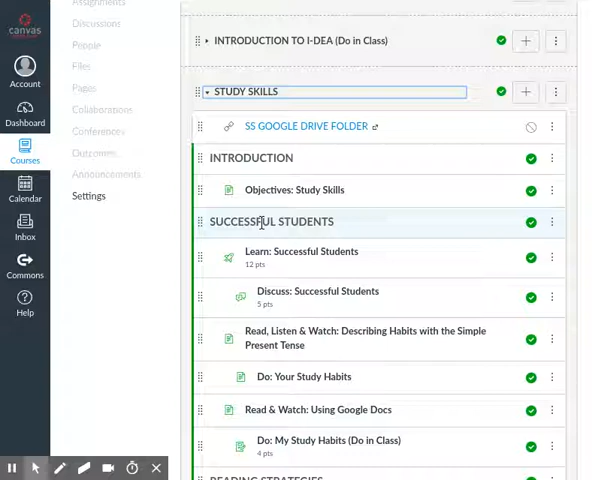 Assignments
Discussions
People
Files
Pages
Collaborations
Conferences
Outcomes
Announcements
Settings
canvas
Account
Dashboard
Courses
Calendar
Inbox
Commons
Help
INTRODUCTION TO I-DEA (Do in Class)
STUDY SKILLS
SS GOOGLE DRIVE FOLDER
INTRODUCTION
Objectives: Study Skills
SUCCESSFUL STUDENTS
Learn: Successful Students
12 pts
Discuss: Successful Students
5 pts
Read, Listen & Watch: Describing Habits with the Simple
Present Tense
Do: Your Study Habits
Read & Watch: Using Google Docs
Do: My Study Habits (Do in Class)
4 pts
READING STRATEGIES